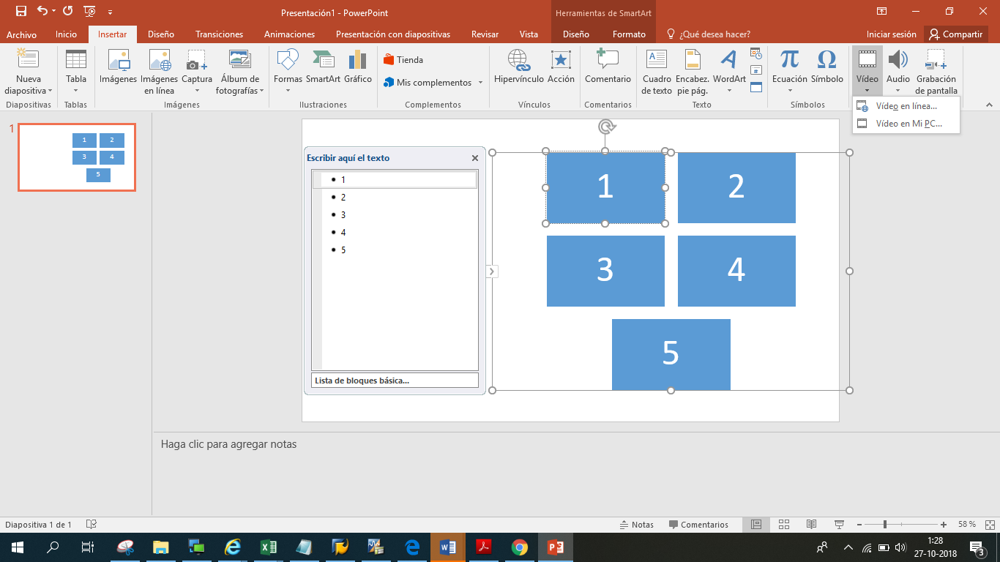 Presentación1 - PowerPoint
Herramientas de SmartArt
Archivo Inicio Insertar Diseño Transiciones Animaciones Presentación con diapositivas Revisar Vista Diseño Formato ¿Qué desea hacer? Iniciar sesión Compartir
Nueva diapositiva
Tabla
Imágenes
Imágenes en línea
Captura
Álbum de fotografías
Formas
SmartArt
Gráfico
Tienda
Mis complementos
Hipervínculo
Acción
Comentario
Cuadro de texto
Encabez. pie pág.
WordArt
Ecuación
Símbolo
Vídeo
Audio
Grabación de pantalla
Diapositivas Tablas Imágenes Ilustraciones Complementos Vínculos Comentarios Texto Símbolos
Vídeo en línea...
Vídeo en Mi PC...
1
1 2
3 4
5
Escribir aquí el texto
1
2
3
4
5
Lista de bloques básica...
1 2
3 4
5
Haga clic para agregar notas
Diapositiva 1 de 1 Notas Comentarios 58 %
1:28
27-10-2018
3